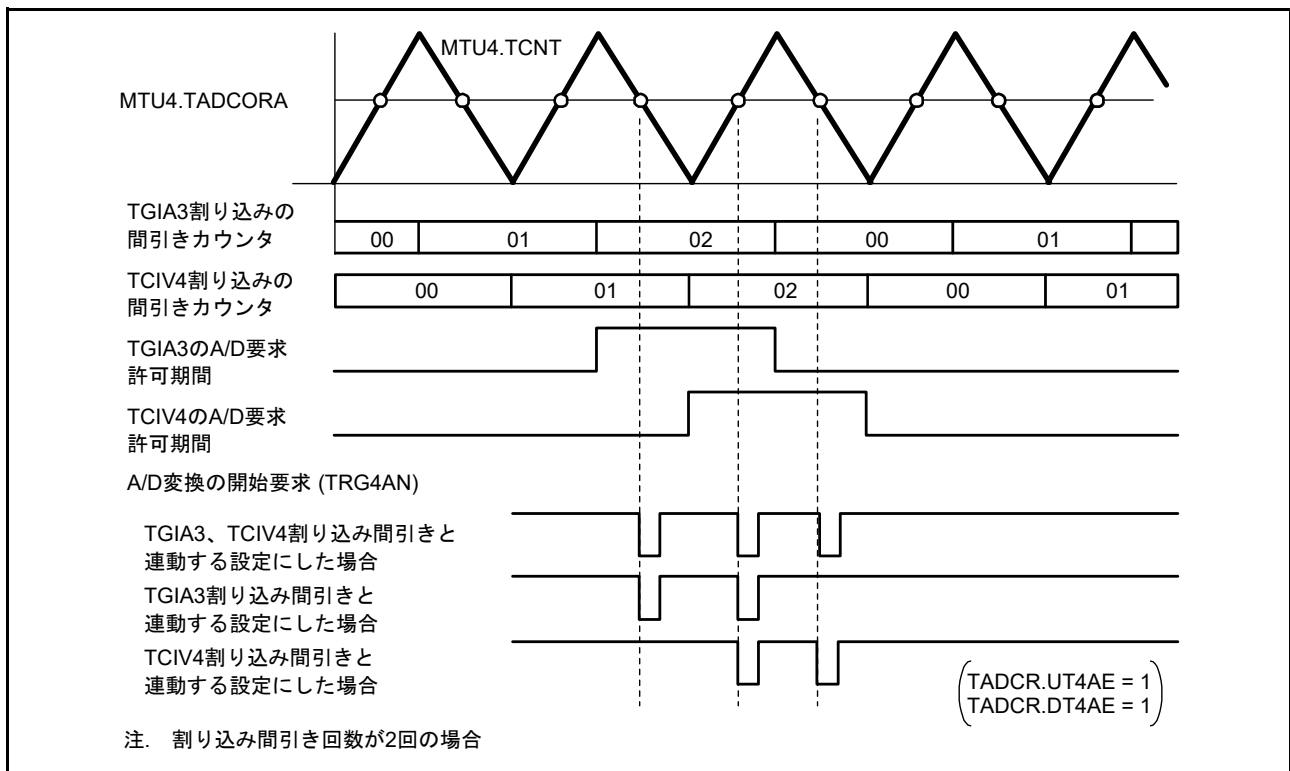 MTU4.TCNT
MTU4.TADCORA
TGIA3割り込みの
間引きカウンタ
00 01 02 00 01
TCIV4割り込みの
間引きカウンタ
00 01 02 00 01
TGIA3のA/D要求
許可期間
TCIV4のA/D要求
許可期間
A/D変換の開始要求 (TRG4AN)
TGIA3、TCIV4割り込み間引きと
連動する設定にした場合
TGIA3割り込み間引きと
連動する設定にした場合
TCIV4割り込み間引きと
連動する設定にした場合
TADCR.UT4AE = 1
TADCR.DT4AE = 1
注. 割り込み間引き回数が2回の場合